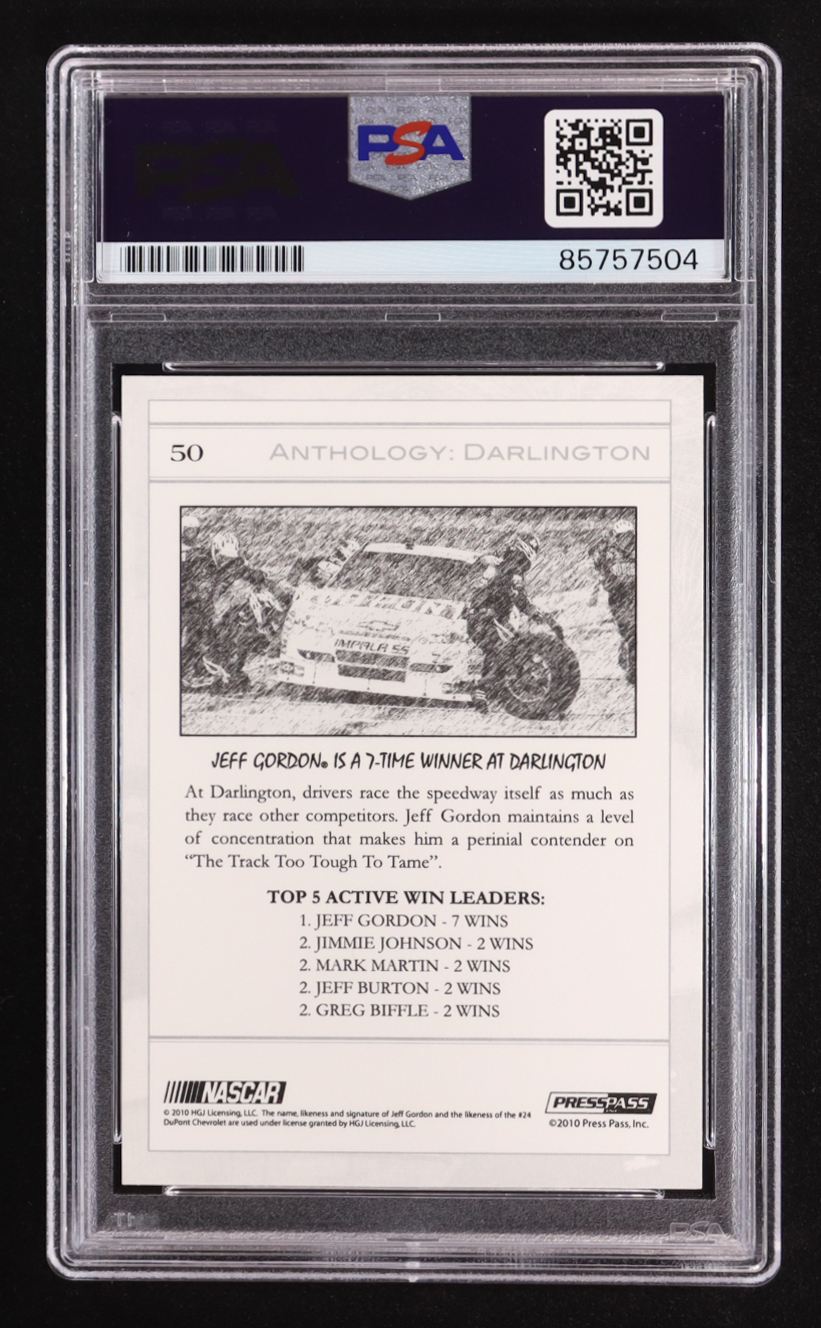 PSA
85757504
50 ANTHOLOGY: DARLINGTON
IMPALA SS
JEFF GORDON® IS A 7-TIME WINNER AT DARLINGTON
At Darlington, drivers race the speedway itself as much as
they race other competitors. Jeff Gordon maintains a level
of concentration that makes him a perinial contender on
“The Track Too Tough To Tame”.
TOP 5 ACTIVE WIN LEADERS:
1. JEFF GORDON - 7 WINS
2. JIMMIE JOHNSON - 2 WINS
2. MARK MARTIN - 2 WINS
2. JEFF BURTON - 2 WINS
2. GREG BIFFLE - 2 WINS
NASCAR
© 2010 HGJ Licensing, LLC. The name, likeness and signature of Jeff Gordon and the likeness of the #24
DuPont Chevrolet are used under license granted by HGJ Licensing, LLC.
PRESS PASS
©2010 Press Pass, Inc.
PSA